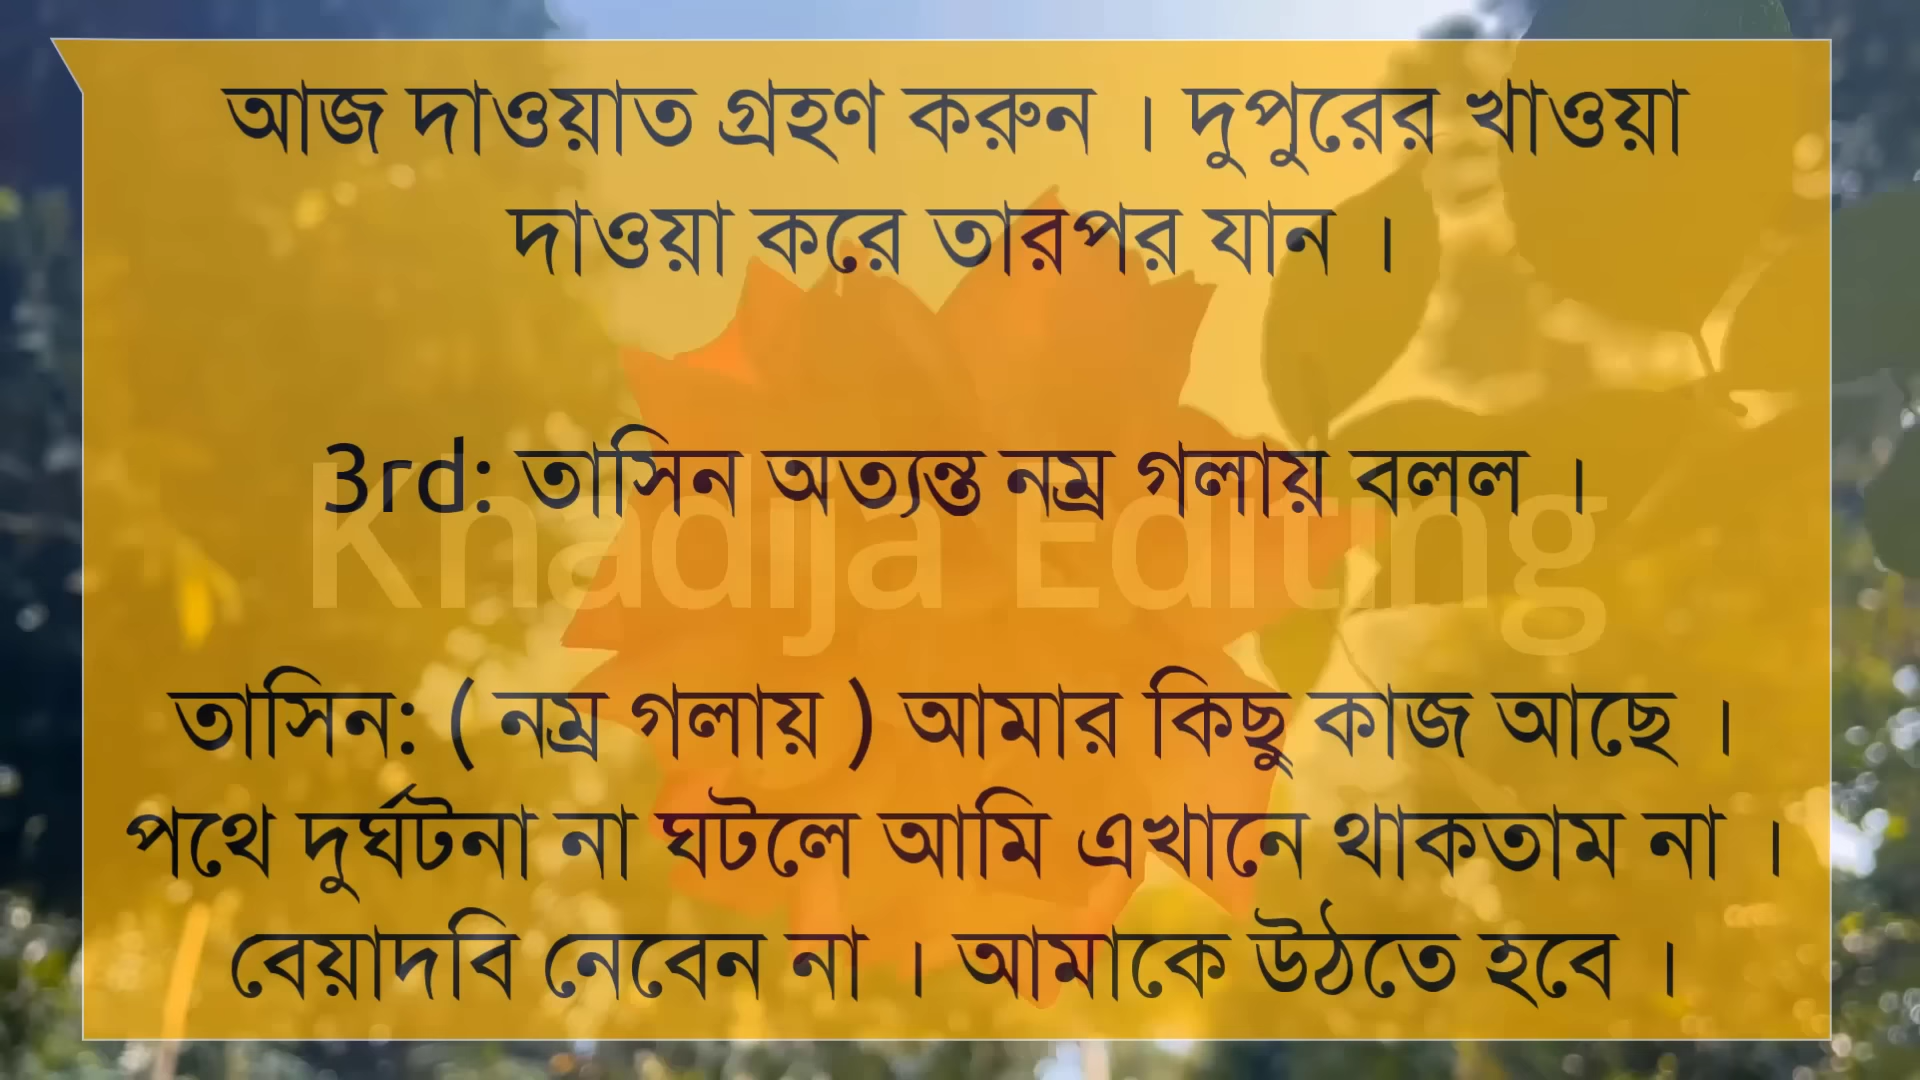 আজ দাওয়াত গ্রহণ করুন । দুপুরের খাওয়া
দাওয়া করে তারপর যান ।
3rd: তাসিন অত্যন্ত নম্র গলায় বলল ।
Khadija Editing
তাসিন: ( নম্র গলায় ) আমার কিছু কাজ আছে ।
পথে দুর্ঘটনা না ঘটলে আমি এখানে থাকতাম না ।
বেয়াদবি নেবেন না । আমাকে উঠতে হবে ।